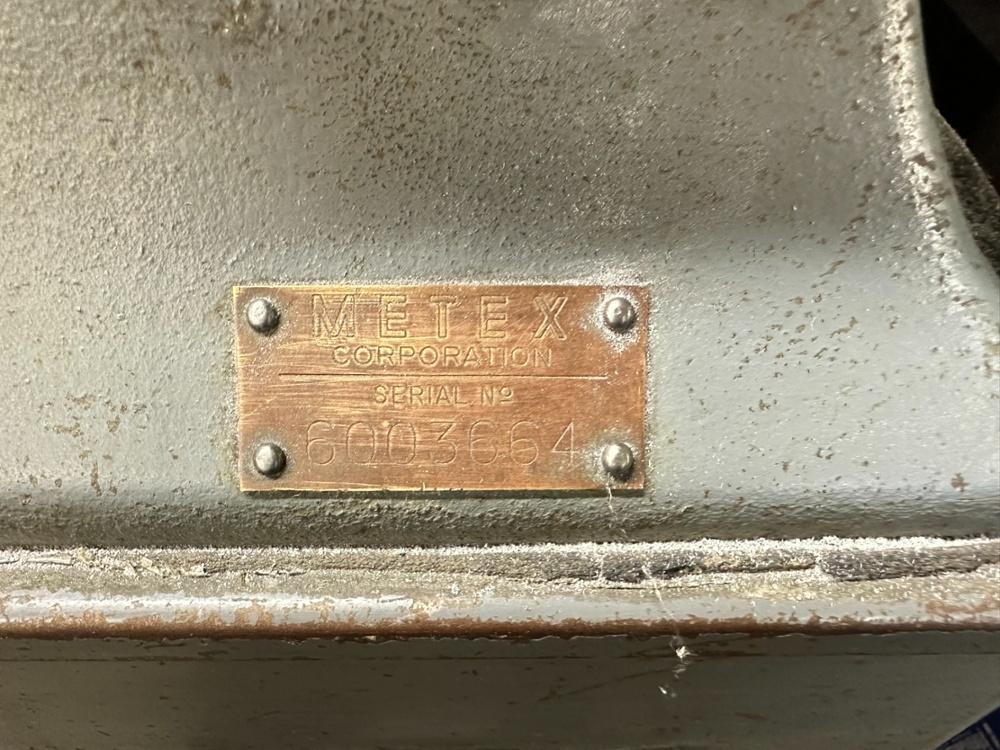 METEX
CORPORATION
SERIAL Nº
6003664